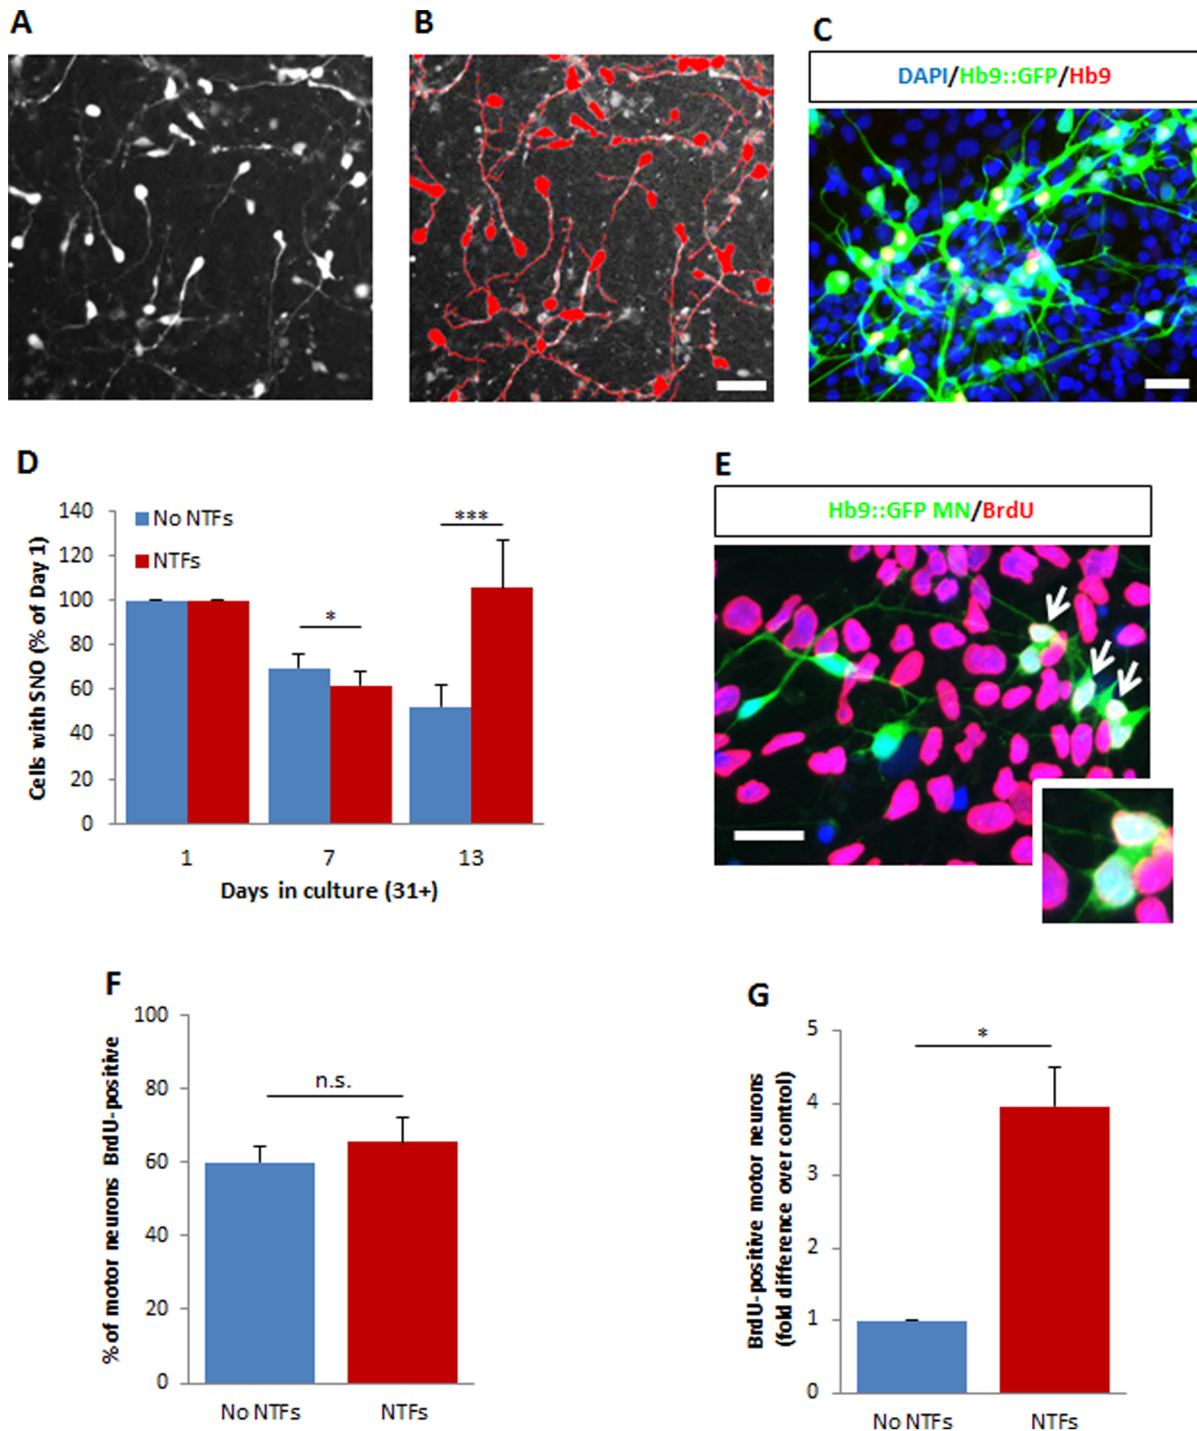 A
B
C
DAPI/Hb9::GFP/Hb9
D
Cells with SNO (% of Day 1)
140
120
100
80
60
40
20
0
No NTFs
NTFs
*
***
1 7 13
Days in culture (31+)
E
Hb9::GFP MN/BrdU
F
% of motor neurons BrdU-positive
100
80
60
40
20
0
n.s.
No NTFs NTFs
G
BrdU-positive motor neurons
(fold difference over control)
5
4
3
2
1
0
*
No NTFs NTFs